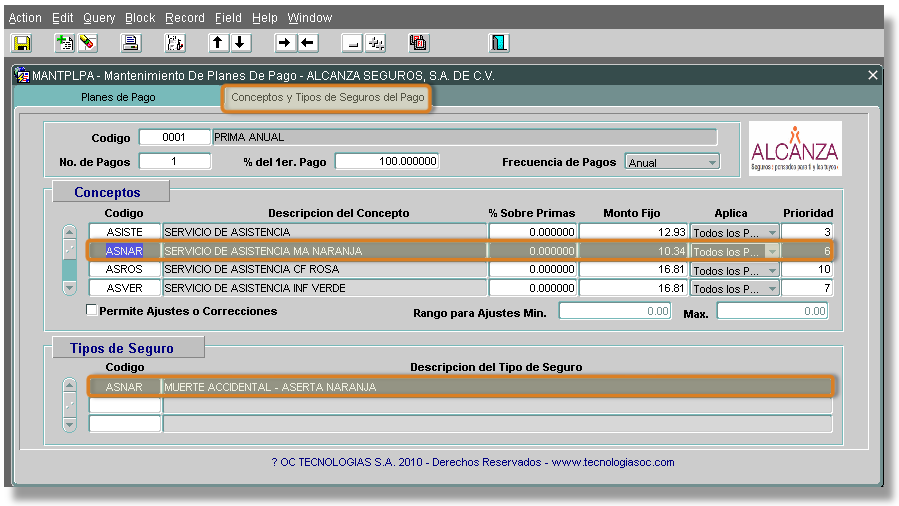 Action Edit Query Block Record Field Help Window
MANTPLPA - Mantenimiento De Planes De Pago - ALCANZA SEGUROS, S.A. DE C.V.
Planes de Pago Conceptos y Tipos de Seguros del Pago
Codigo 0001 PRIMA ANUAL
No. de Pagos 1 % del 1er. Pago 100.000000 Frecuencia de Pagos Anual
ALCANZA
Seguros pensados para ti y los tuyos
Conceptos
Codigo Descripcion del Concepto % Sobre Primas Monto Fijo Aplica Prioridad
ASISTE SERVICIO DE ASISTENCIA 0.000000 12.93 Todos los P... 3
ASNAR SERVICIO DE ASISTENCIA MA NARANJA 0.000000 10.34 Todos los P... 6
ASROS SERVICIO DE ASISTENCIA CF ROSA 0.000000 16.81 Todos los P... 10
ASVER SERVICIO DE ASISTENCIA INF VERDE 0.000000 16.81 Todos los P... 7
Permite Ajustes o Correcciones Rango para Ajustes Min. 0.00 Max. 0.00
Tipos de Seguro
Codigo Descripcion del Tipo de Seguro
ASNAR MUERTE ACCIDENTAL - ASERTA NARANJA
? OC TECNOLOGIAS S.A. 2010 - Derechos Reservados - www.tecnologiasoc.com